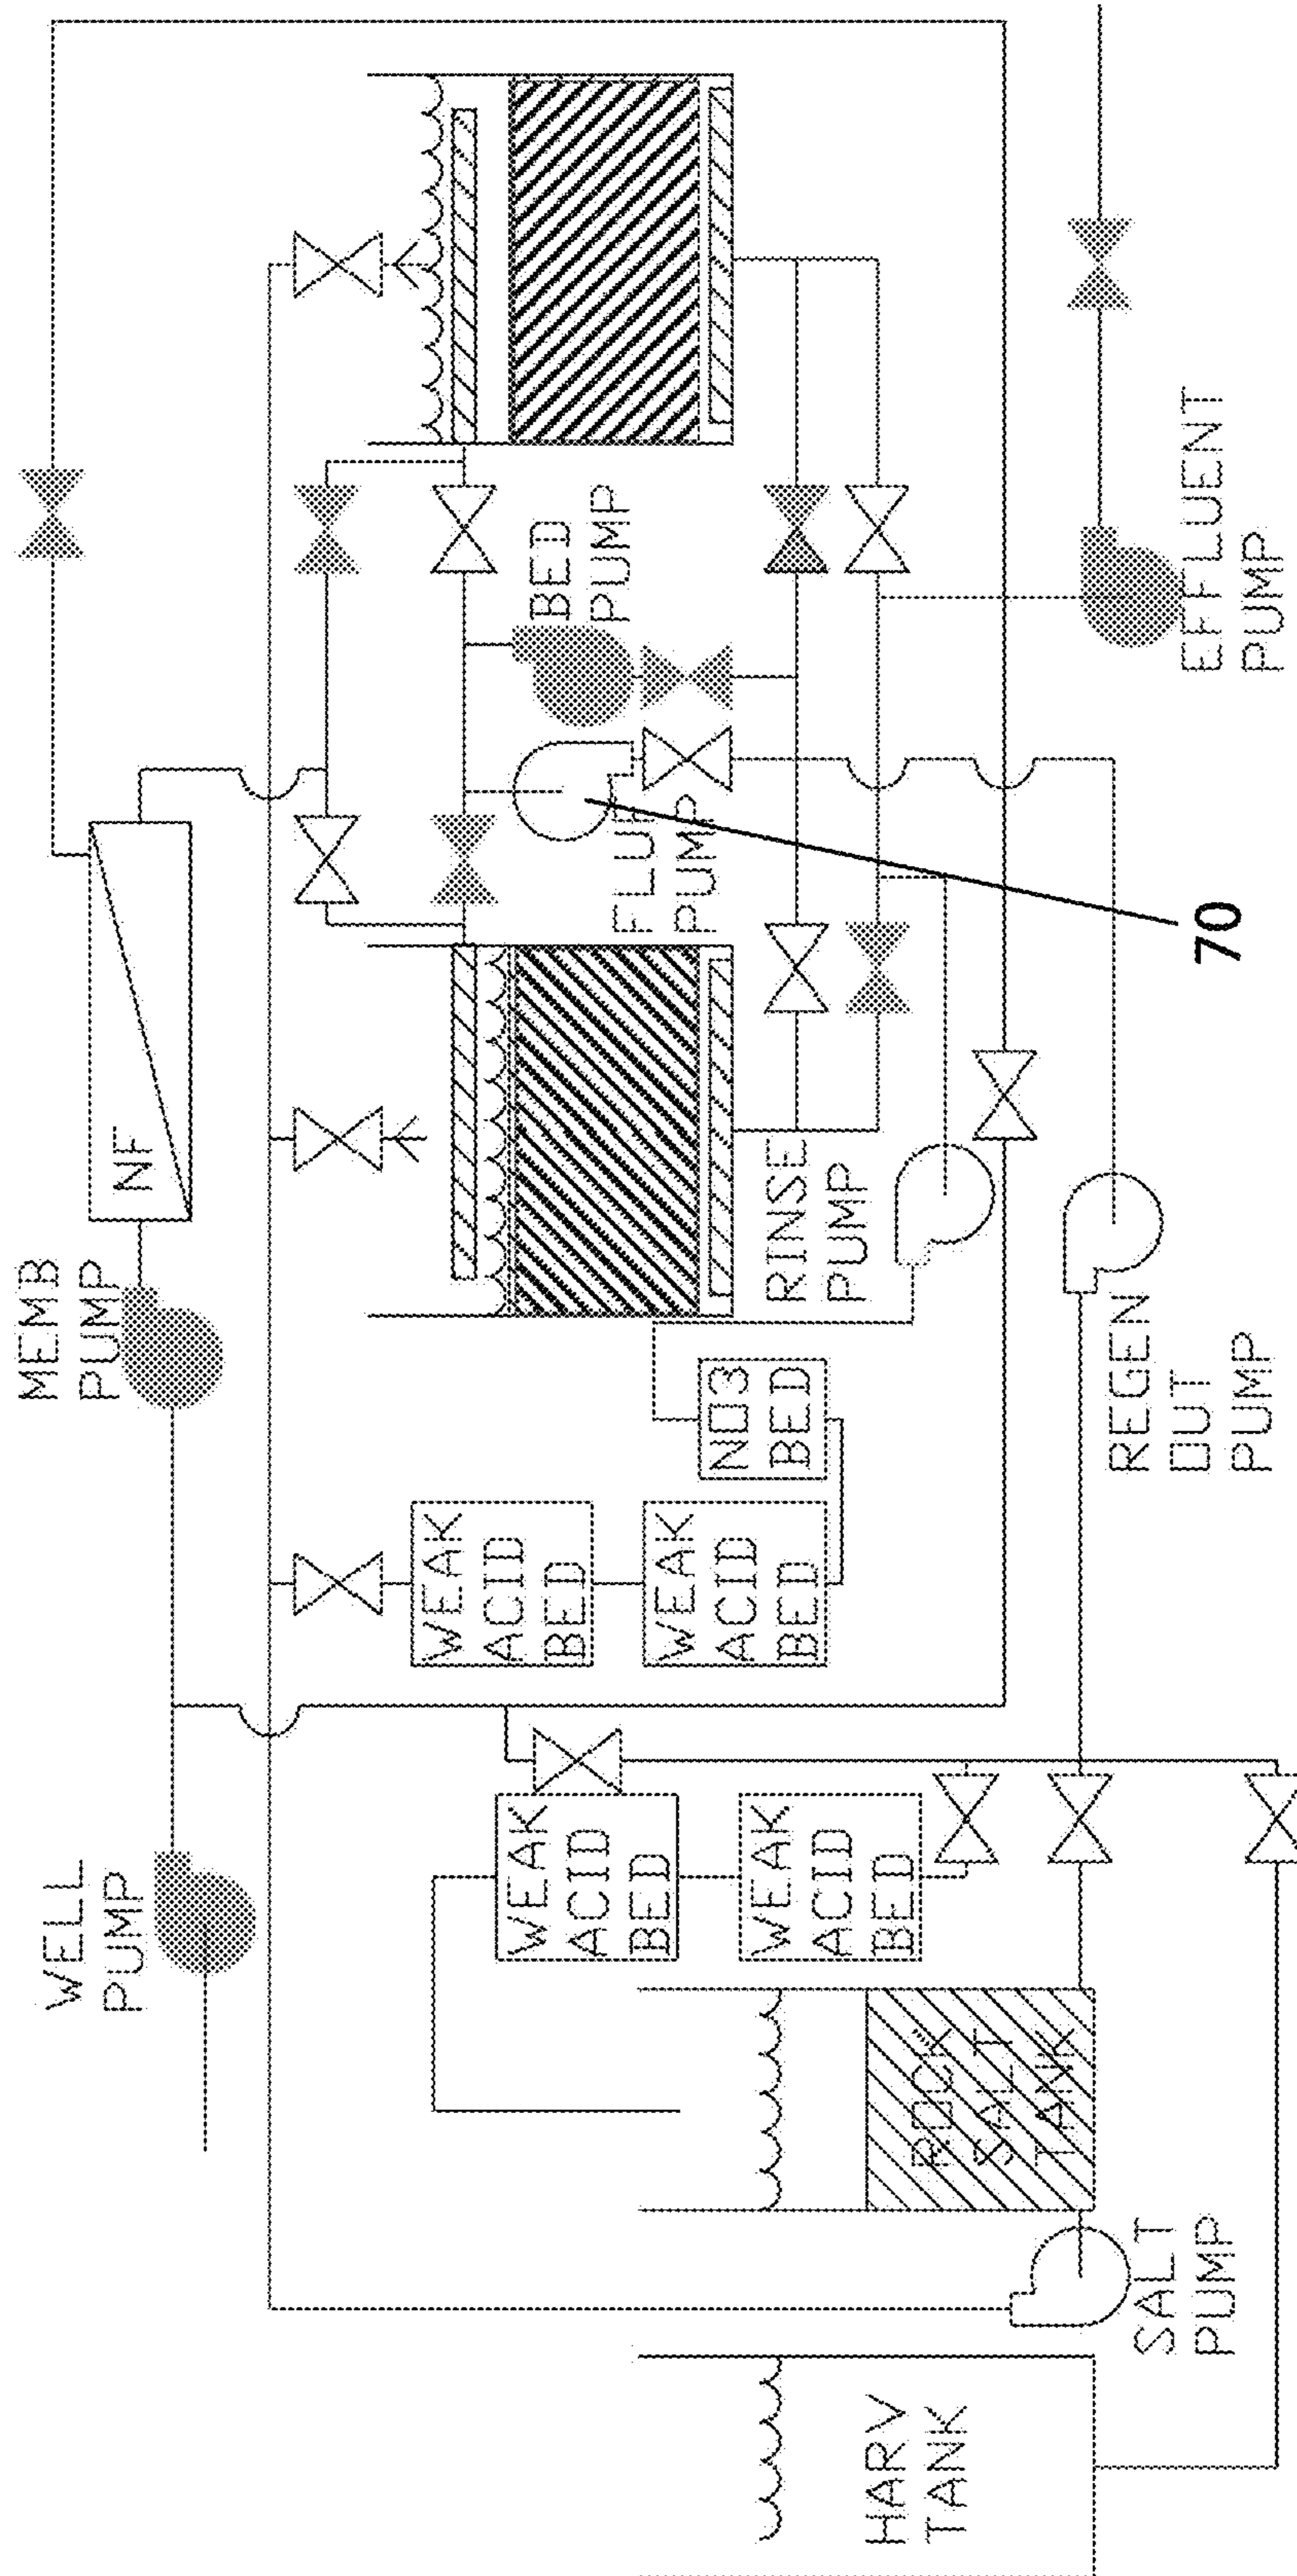 WELL
PUMP
MEMB
PUMP
NF
WEAK
ACID
BED
WEAK
ACID
BED
BED
PUMP
FLUF
PUMP
WEAK
ACID
BED
NO3
BED
WEAK
ACID
BED
RINSE
PUMP
HARV
TANK
ROCK
SALT
TANK
SALT
PUMP
REGEN
OUT
PUMP
EFFLUENT
PUMP
70